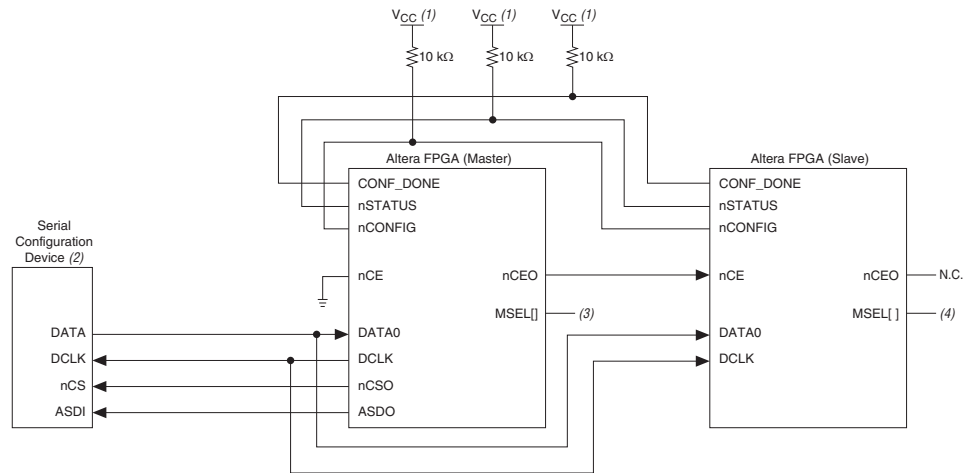 VCC (1)
VCC (1)
VCC (1)
10 kΩ
10 kΩ
10 kΩ
Altera FPGA (Master)
CONF_DONE
nSTATUS
nCONFIG
nCE
nCEO
MSEL[]
(3)
DATA0
DCLK
nCSO
ASDO
Altera FPGA (Slave)
CONF_DONE
nSTATUS
nCONFIG
nCE
nCEO
N.C.
MSEL[ ]
(4)
DATA0
DCLK
Serial
Configuration
Device (2)
DATA
DCLK
nCS
ASDI